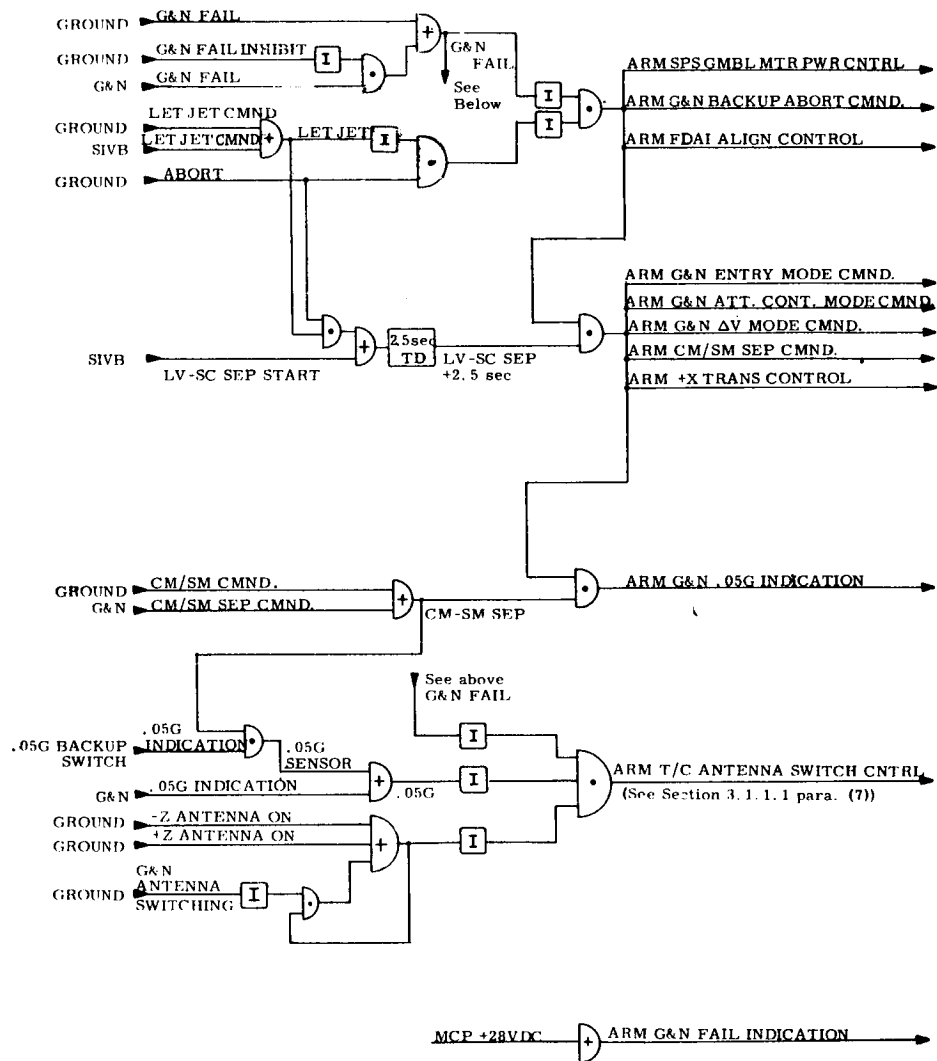 GROUND G&N FAIL
GROUND G&N FAIL INHIBIT I
G&N G&N FAIL
+
G&N FAIL
See Below
LET JET CMND
GROUND
LET JET CMND
SIVB
+
LET JET I
GROUND ABORT
I
I
ARM SPS GMBL MTR PWR CNTRL
ARM G&N BACKUP ABORT CMND.
ARM FDAI ALIGN CONTROL
ARM G&N ENTRY MODE CMND.
ARM G&N ATT. CONT. MODE CMND
ARM G&N ΔV MODE CMND.
ARM CM/SM SEP CMND.
ARM +X TRANS CONTROL
SIVB
LV-SC SEP START
+
2.5sec
TD
LV-SC SEP
+2.5 sec
GROUND CM/SM CMND.
G&N CM/SM SEP CMND.
+
CM-SM SEP
ARM G&N .05G INDICATION
See above
G&N FAIL
I
.05G BACKUP
SWITCH
.05G
INDICATION
.05G
SENSOR
G&N .05G INDICATION
+
.05G
I
ARM T/C ANTENNA SWITCH CNTRL
(See Section 3.1.1.1 para. (7))
GROUND -Z ANTENNA ON
GROUND +Z ANTENNA ON
+
I
GROUND
G&N
ANTENNA
SWITCHING
I
MCP +28VDC + ARM G&N FAIL INDICATION